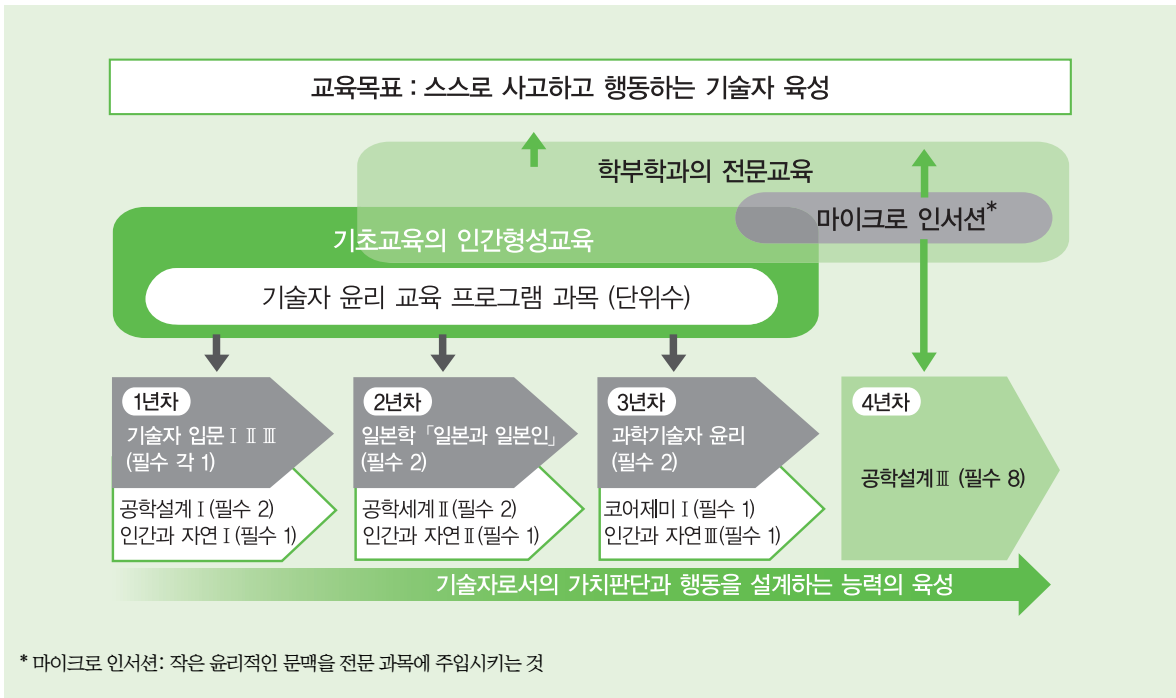 교육목표 : 스스로 사고하고 행동하는 기술자 육성
학부학과의 전문교육
마이크로 인서션*
기초교육의 인간형성교육
기술자 윤리 교육 프로그램 과목 (단위수)
1년차
기술자 입문Ⅰ Ⅱ Ⅲ
(필수 각 1)
공학설계Ⅰ(필수 2)
인간과 자연Ⅰ(필수 1)
2년차
일본학「일본과 일본인」
(필수 2)
공학세계Ⅱ(필수 2)
인간과 자연Ⅱ(필수 1)
3년차
과학기술자 윤리
(필수 2)
코어제미Ⅰ(필수 1)
인간과 자연Ⅲ(필수 1)
4년차
공학설계Ⅲ (필수 8)
기술자로서의 가치판단과 행동을 설계하는 능력의 육성
* 마이크로 인서션: 작은 윤리적인 문맥을 전문 과목에 주입시키는 것